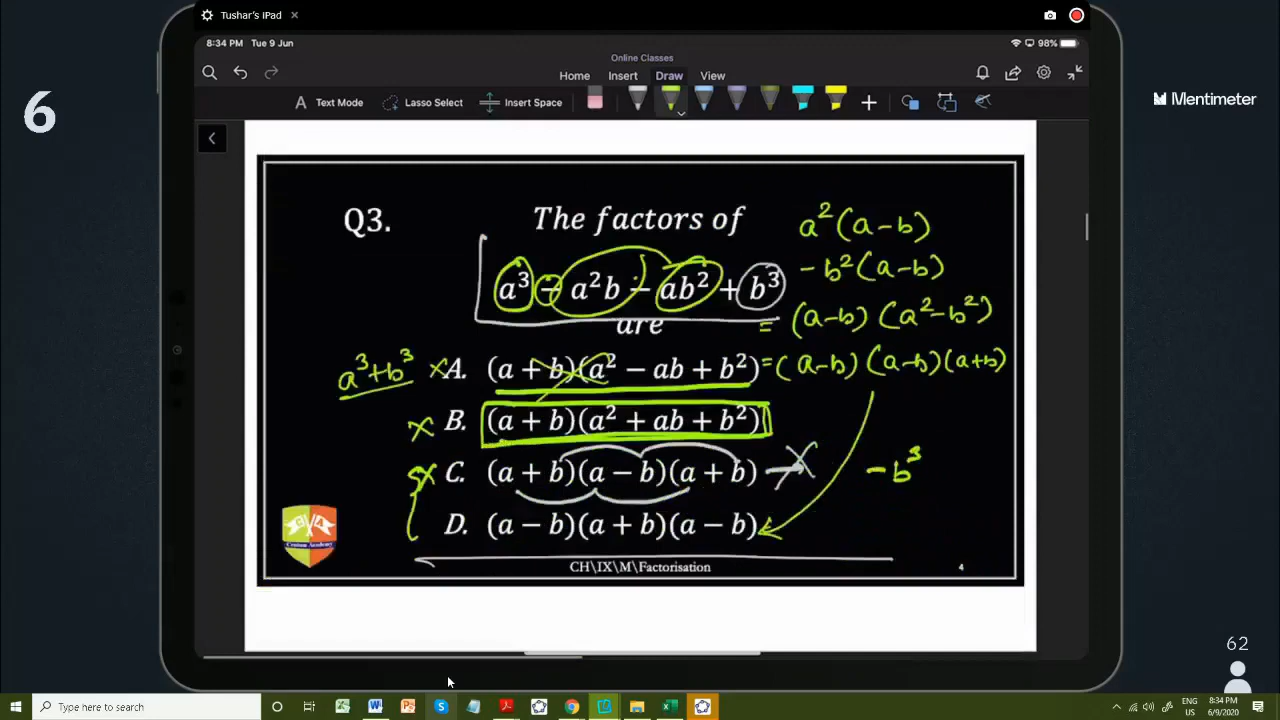 Tushar's iPad ×
8:34 PM Tue 9 Jun
98%
Online Classes
Home Insert Draw View
Text Mode
Lasso Select
Insert Space
6
Mentimeter
Q3. The factors of
a³ − a²b − ab² + b³
are
A. (a + b)(a² − ab + b²)
B. (a + b)(a² + ab + b²)
C. (a + b)(a − b)(a + b)
D. (a − b)(a + b)(a − b)
a²(a-b)
- b²(a-b)
= (a-b) (a²-b²)
= (a-b) (a-b)(a+b)
a³+b³
- b³
Centum Academy
CH\IX\M\Factorisation
4
62
Type here to search
ENG
US
8:34 PM
6/9/2020